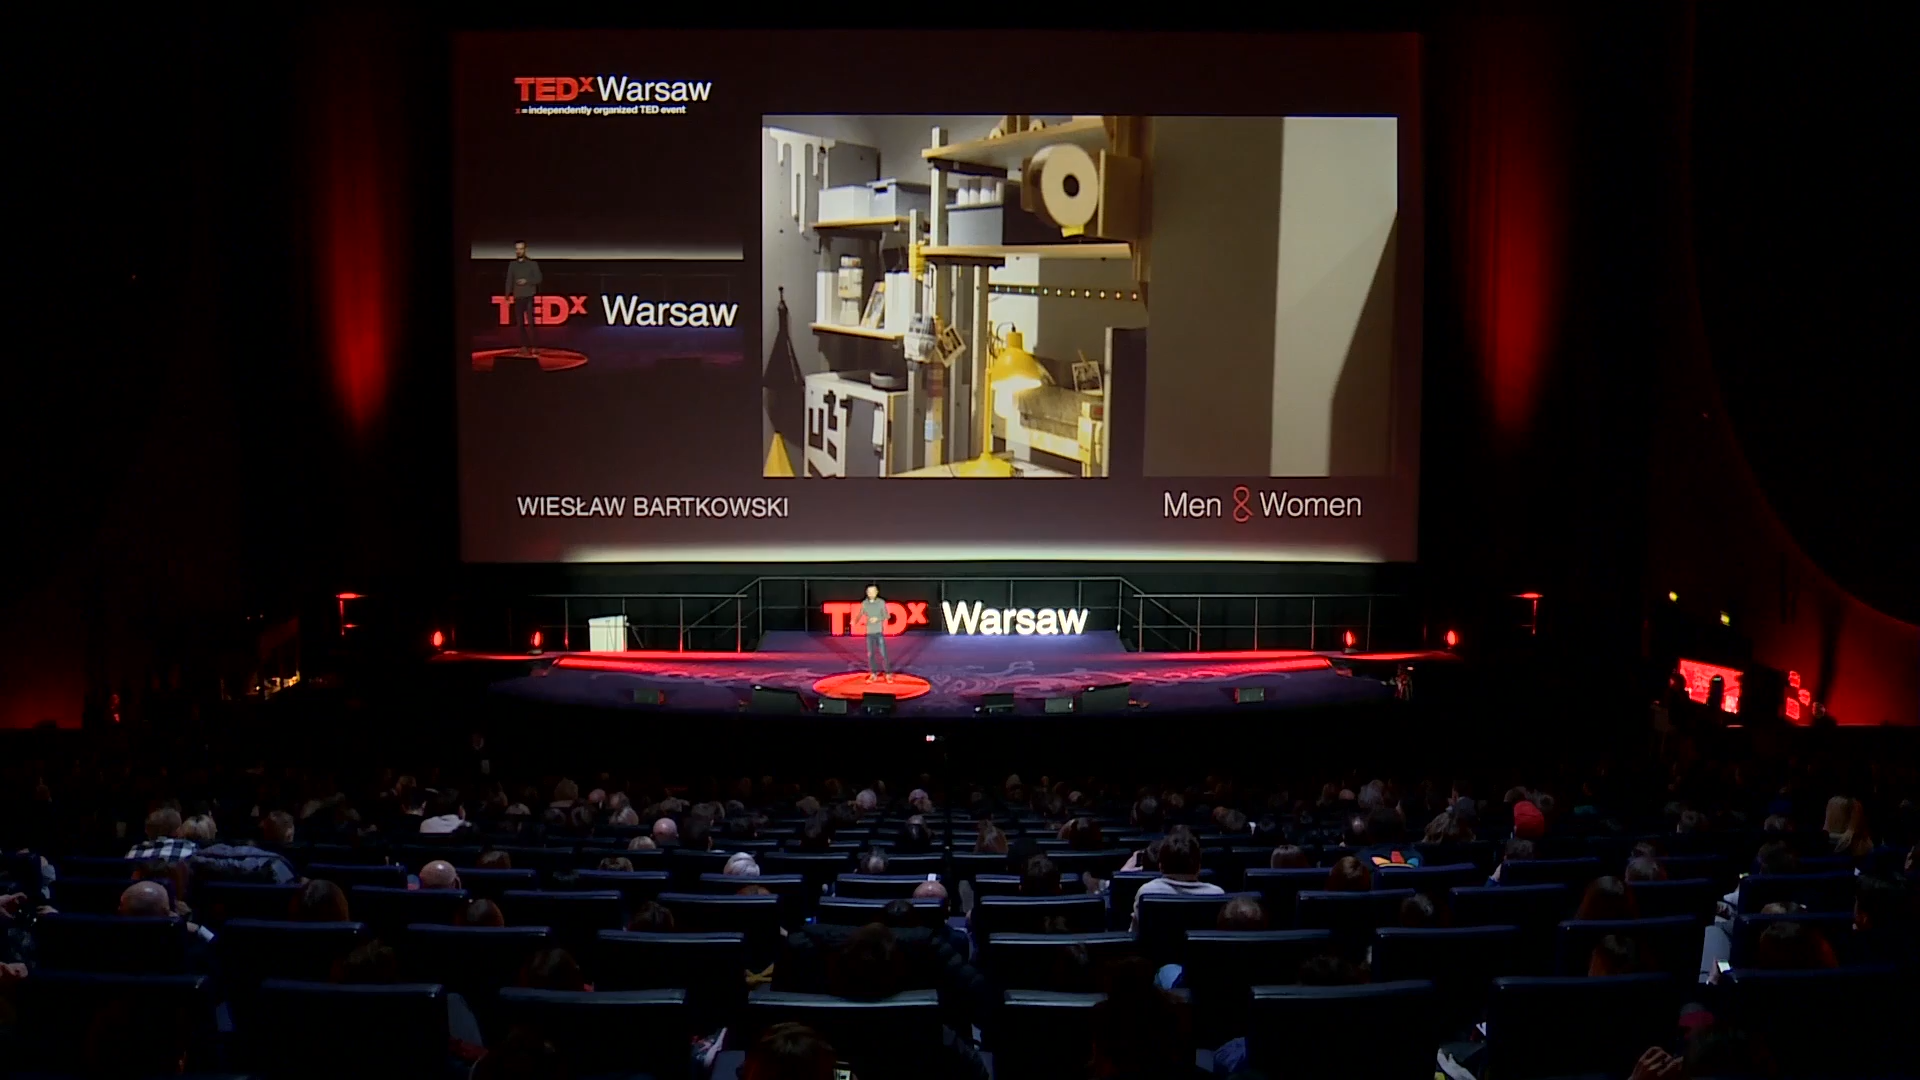 TEDx Warsaw
x = independently organized TED event
TEDx Warsaw
WIESŁAW BARTKOWSKI
Men & Women
TEDx Warsaw